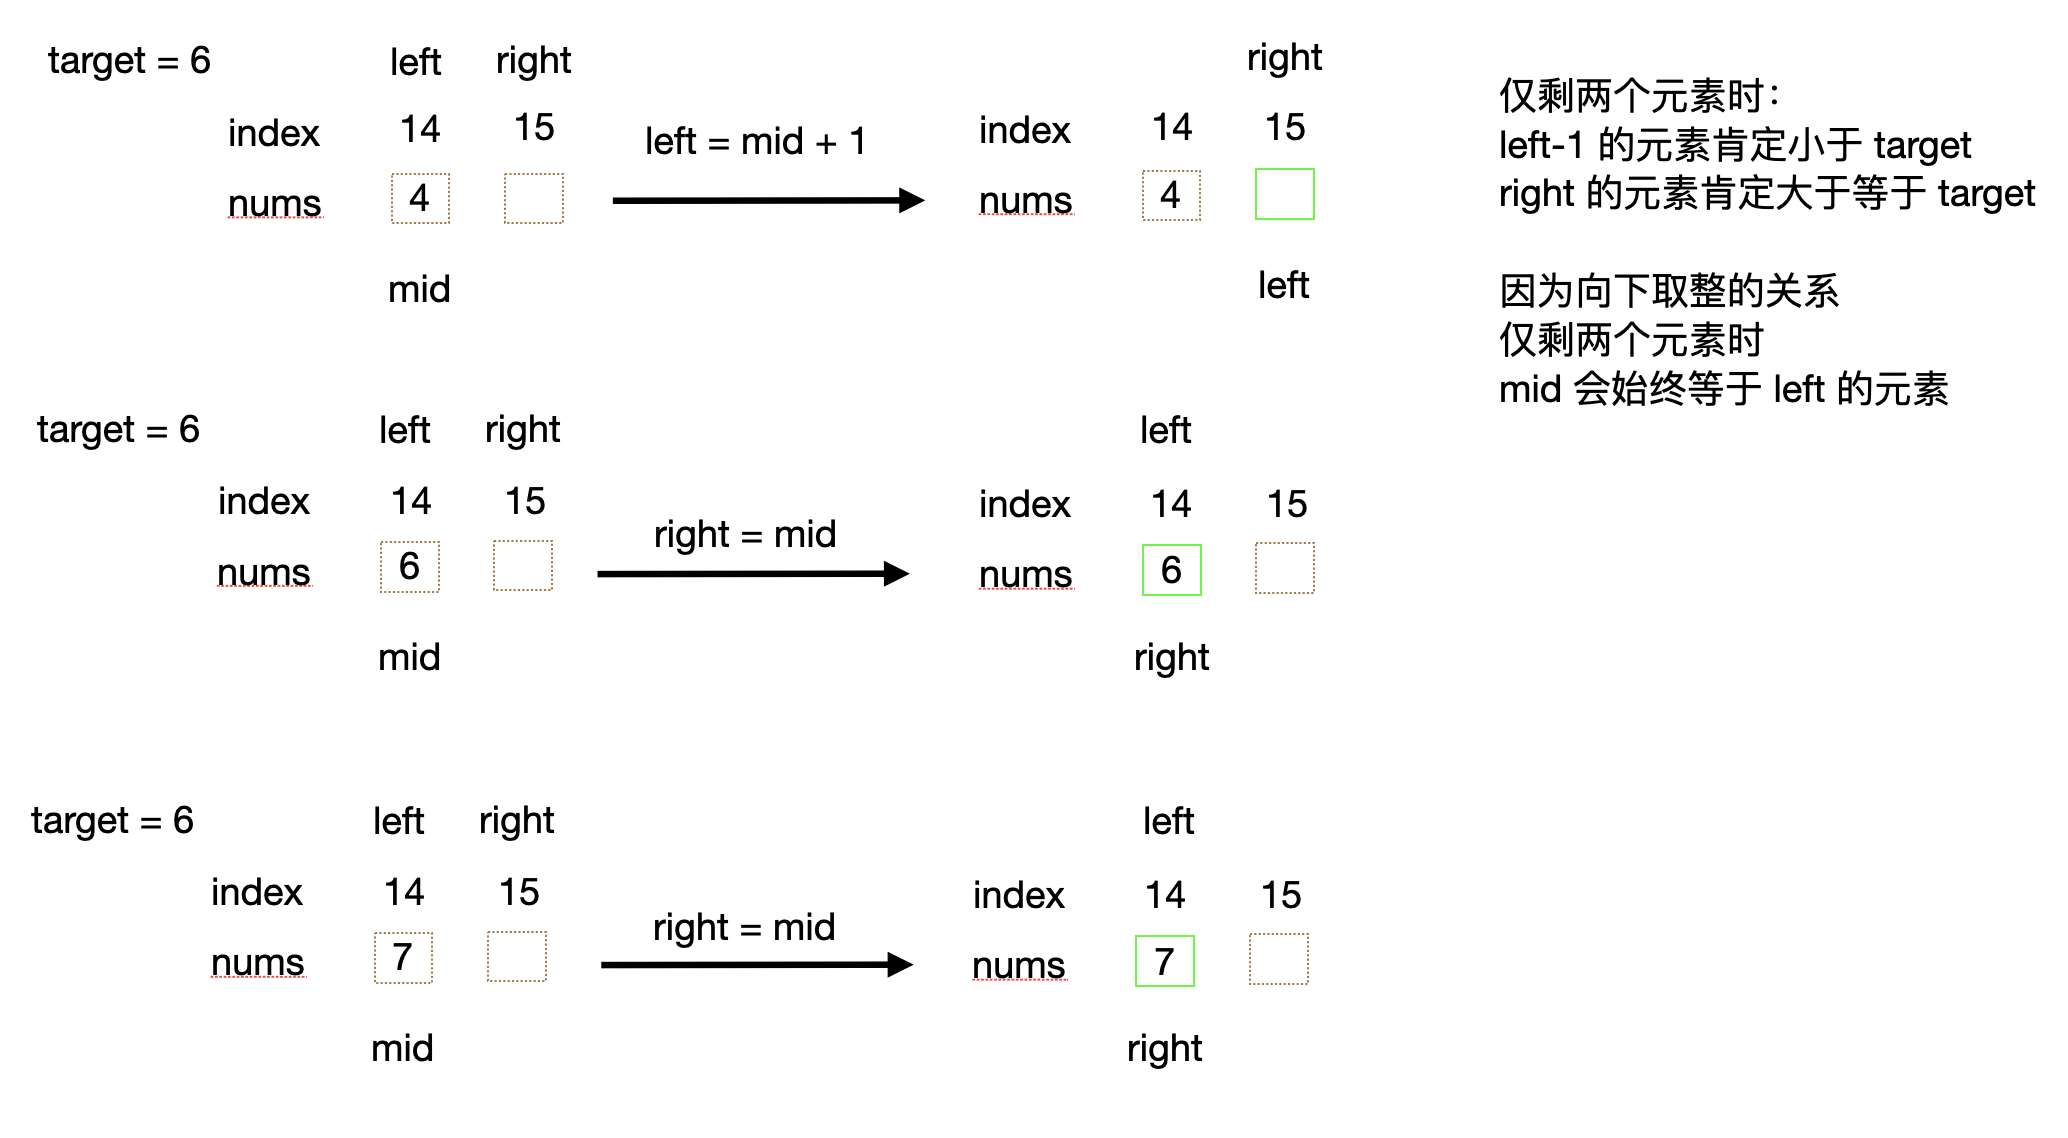 target = 6 left right
index 14 15
nums 4
mid
left = mid + 1
right
index 14 15
nums 4
left
仅剩两个元素时：
left-1 的元素肯定小于 target
right 的元素肯定大于等于 target
因为向下取整的关系
仅剩两个元素时
mid 会始终等于 left 的元素
target = 6 left right
index 14 15
nums 6
mid
right = mid
left
index 14 15
nums 6
right
target = 6 left right
index 14 15
nums 7
mid
right = mid
left
index 14 15
nums 7
right